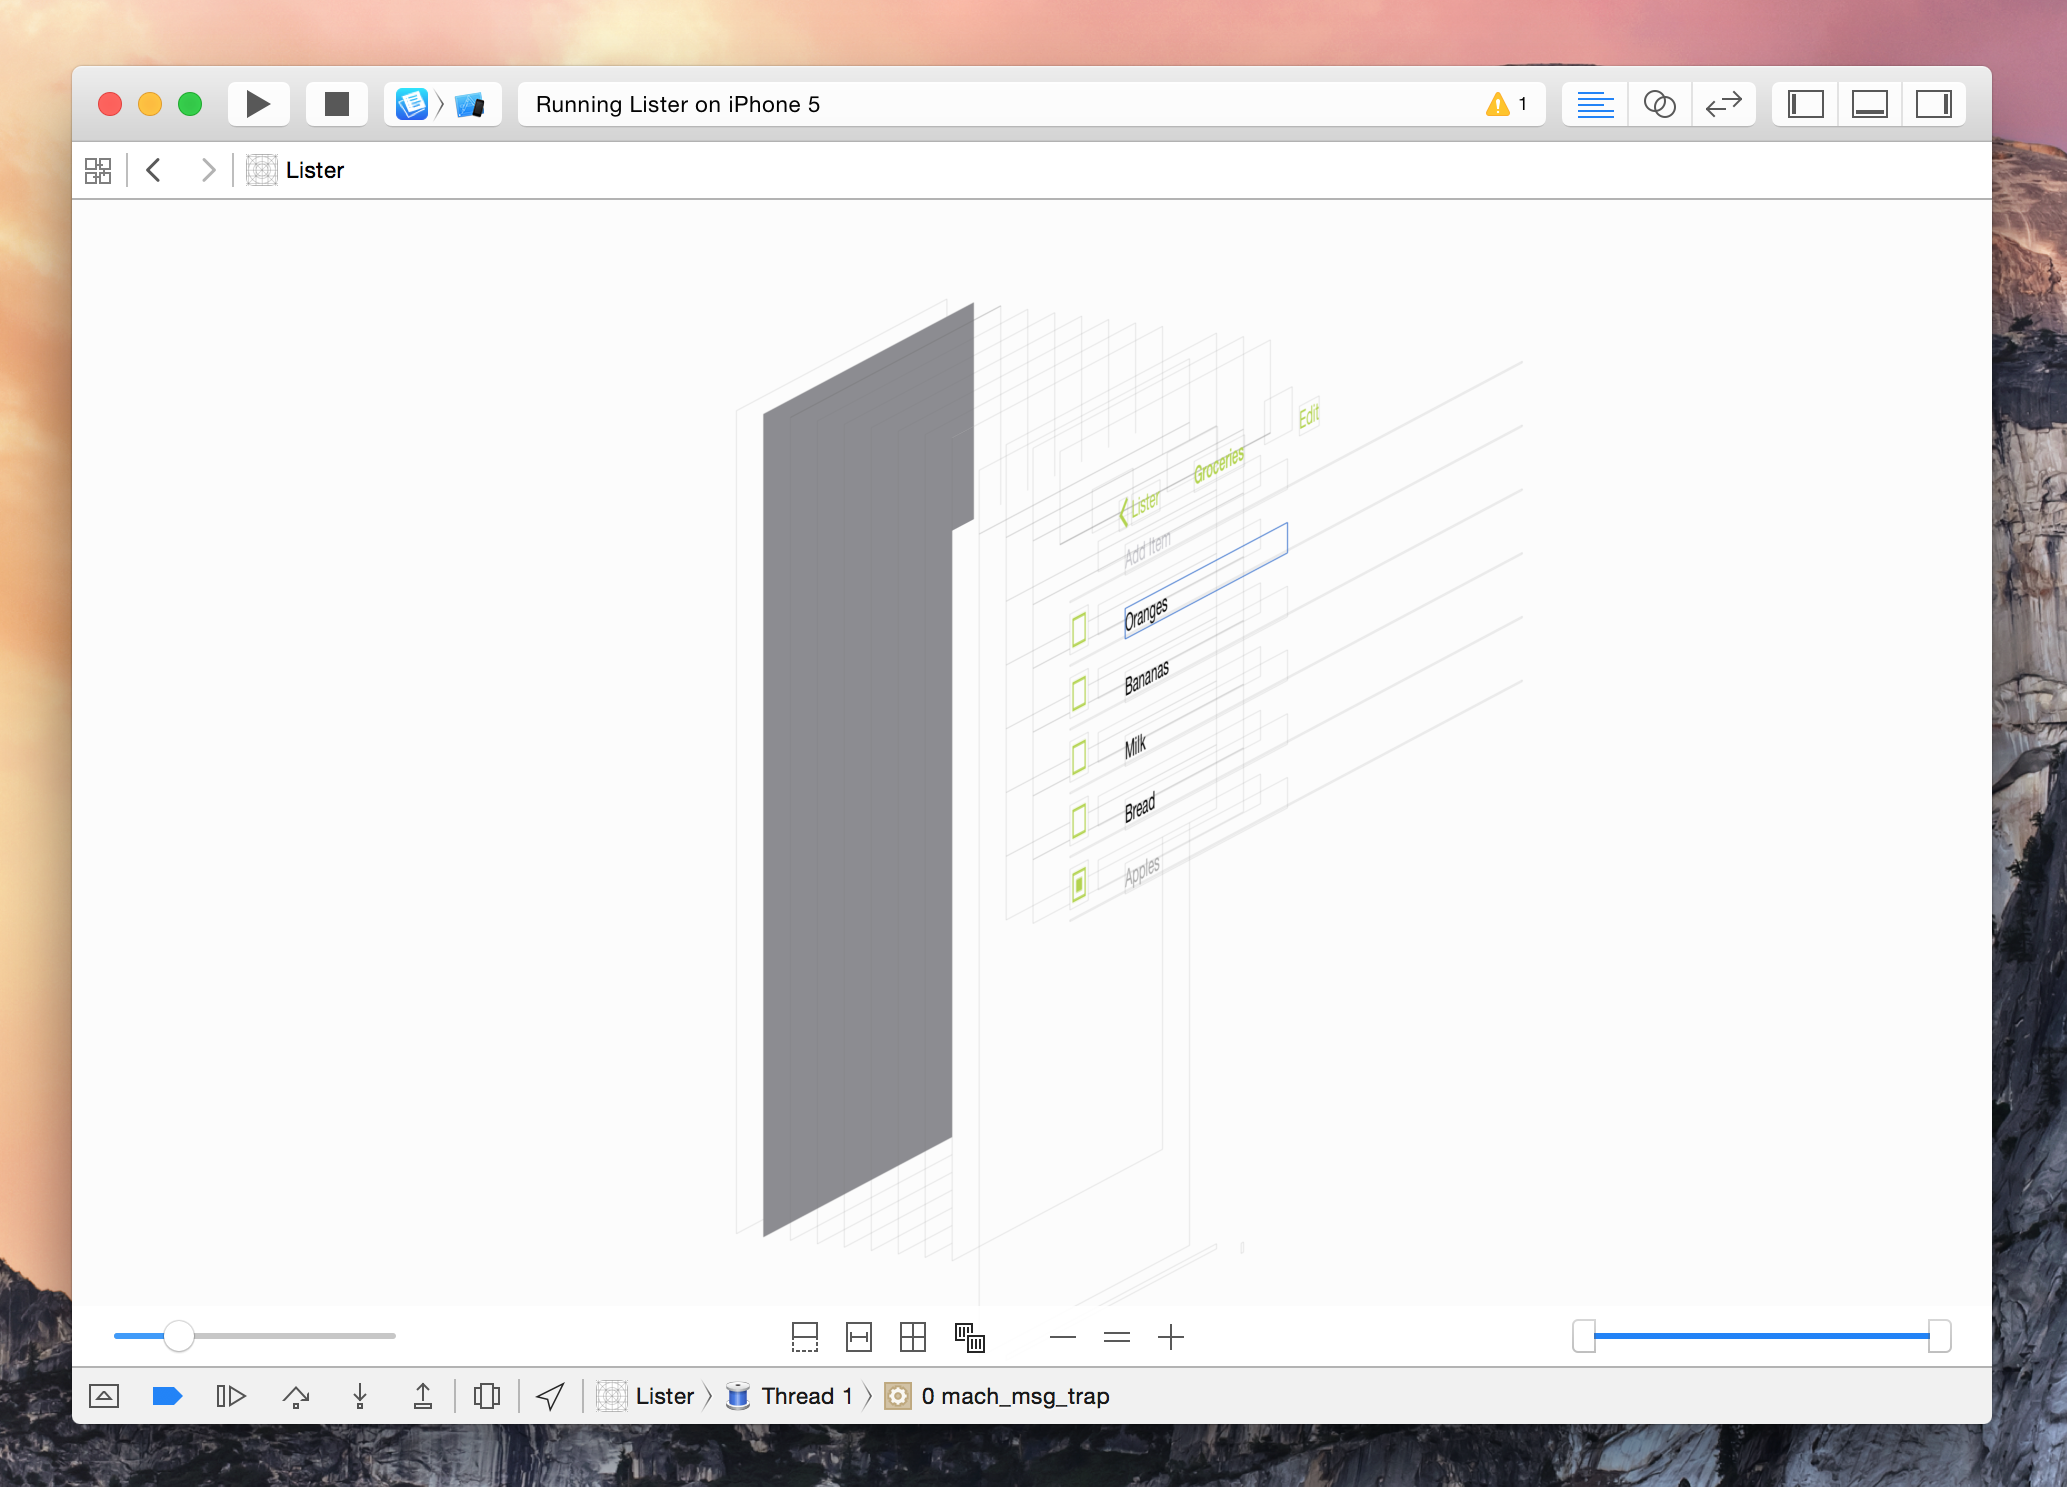 Running Lister on iPhone 5
1
Lister
Edit
Groceries
Lister
Add Item
Oranges
Bananas
Milk
Bread
Apples
Lister
Thread 1
0 mach_msg_trap